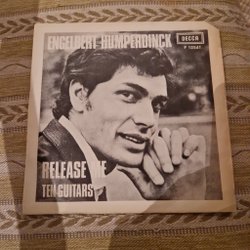 ENGELBERT HUMPERDINCK
DECCA
RELEASE ME
TEN GUITARS